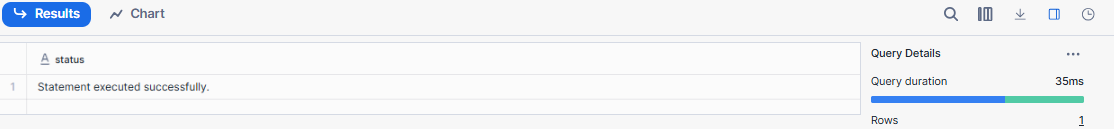 Results Chart
A status Query Details ...
1 Statement executed successfully. Query duration 35ms
Rows 1